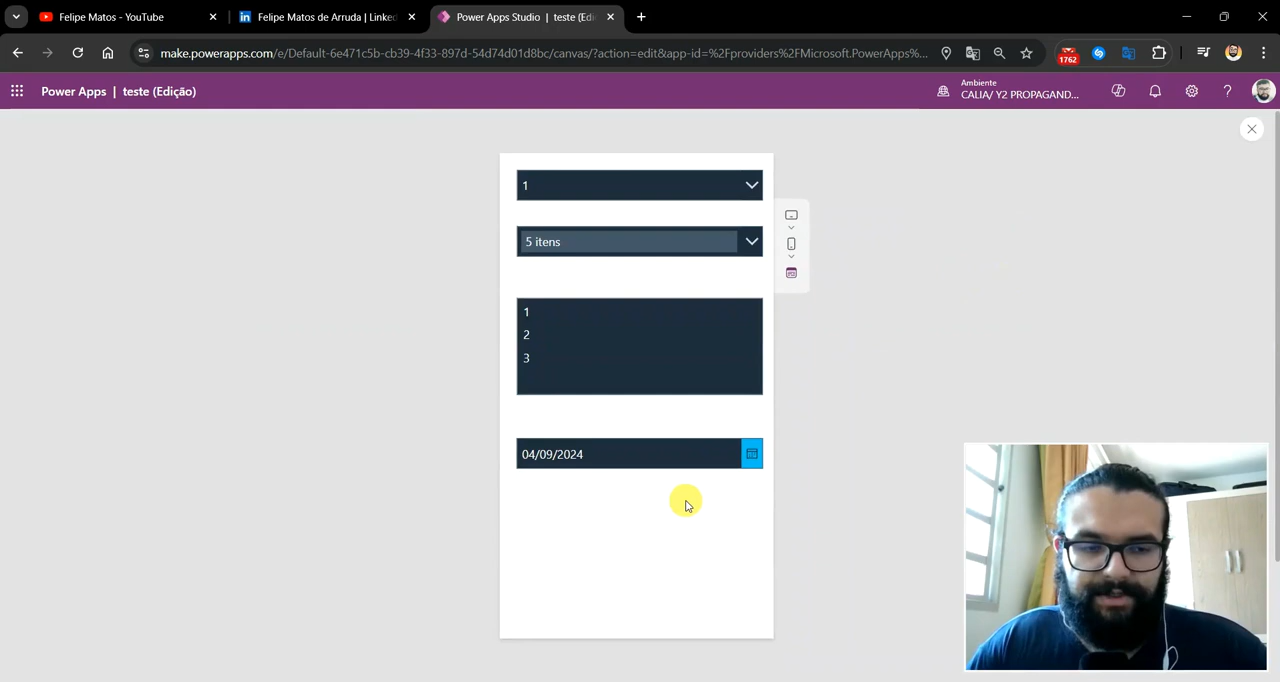 Felipe Matos - YouTube
Felipe Matos de Arruda | Linked
Power Apps Studio | teste (Edi
make.powerapps.com/e/Default-6e471c5b-cb39-4f33-897d-54d74d01d8bc/canvas/?action=edit&app-id=%2Fproviders%2FMicrosoft.PowerApps%...
1762
Power Apps | teste (Edição)
Ambiente
CALIA/ Y2 PROPAGAND...
1
5 itens
1
2
3
04/09/2024